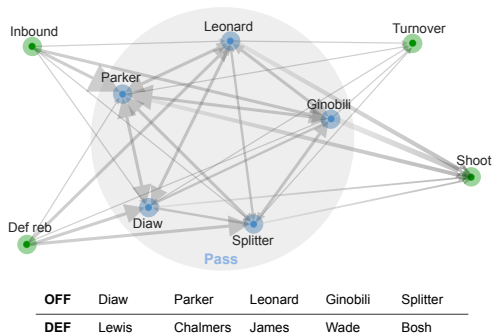 Inbound
Leonard
Turnover
Parker
Ginobili
Shoot
Def reb
Diaw
Splitter
Pass
OFF Diaw Parker Leonard Ginobili Splitter
DEF Lewis Chalmers James Wade Bosh